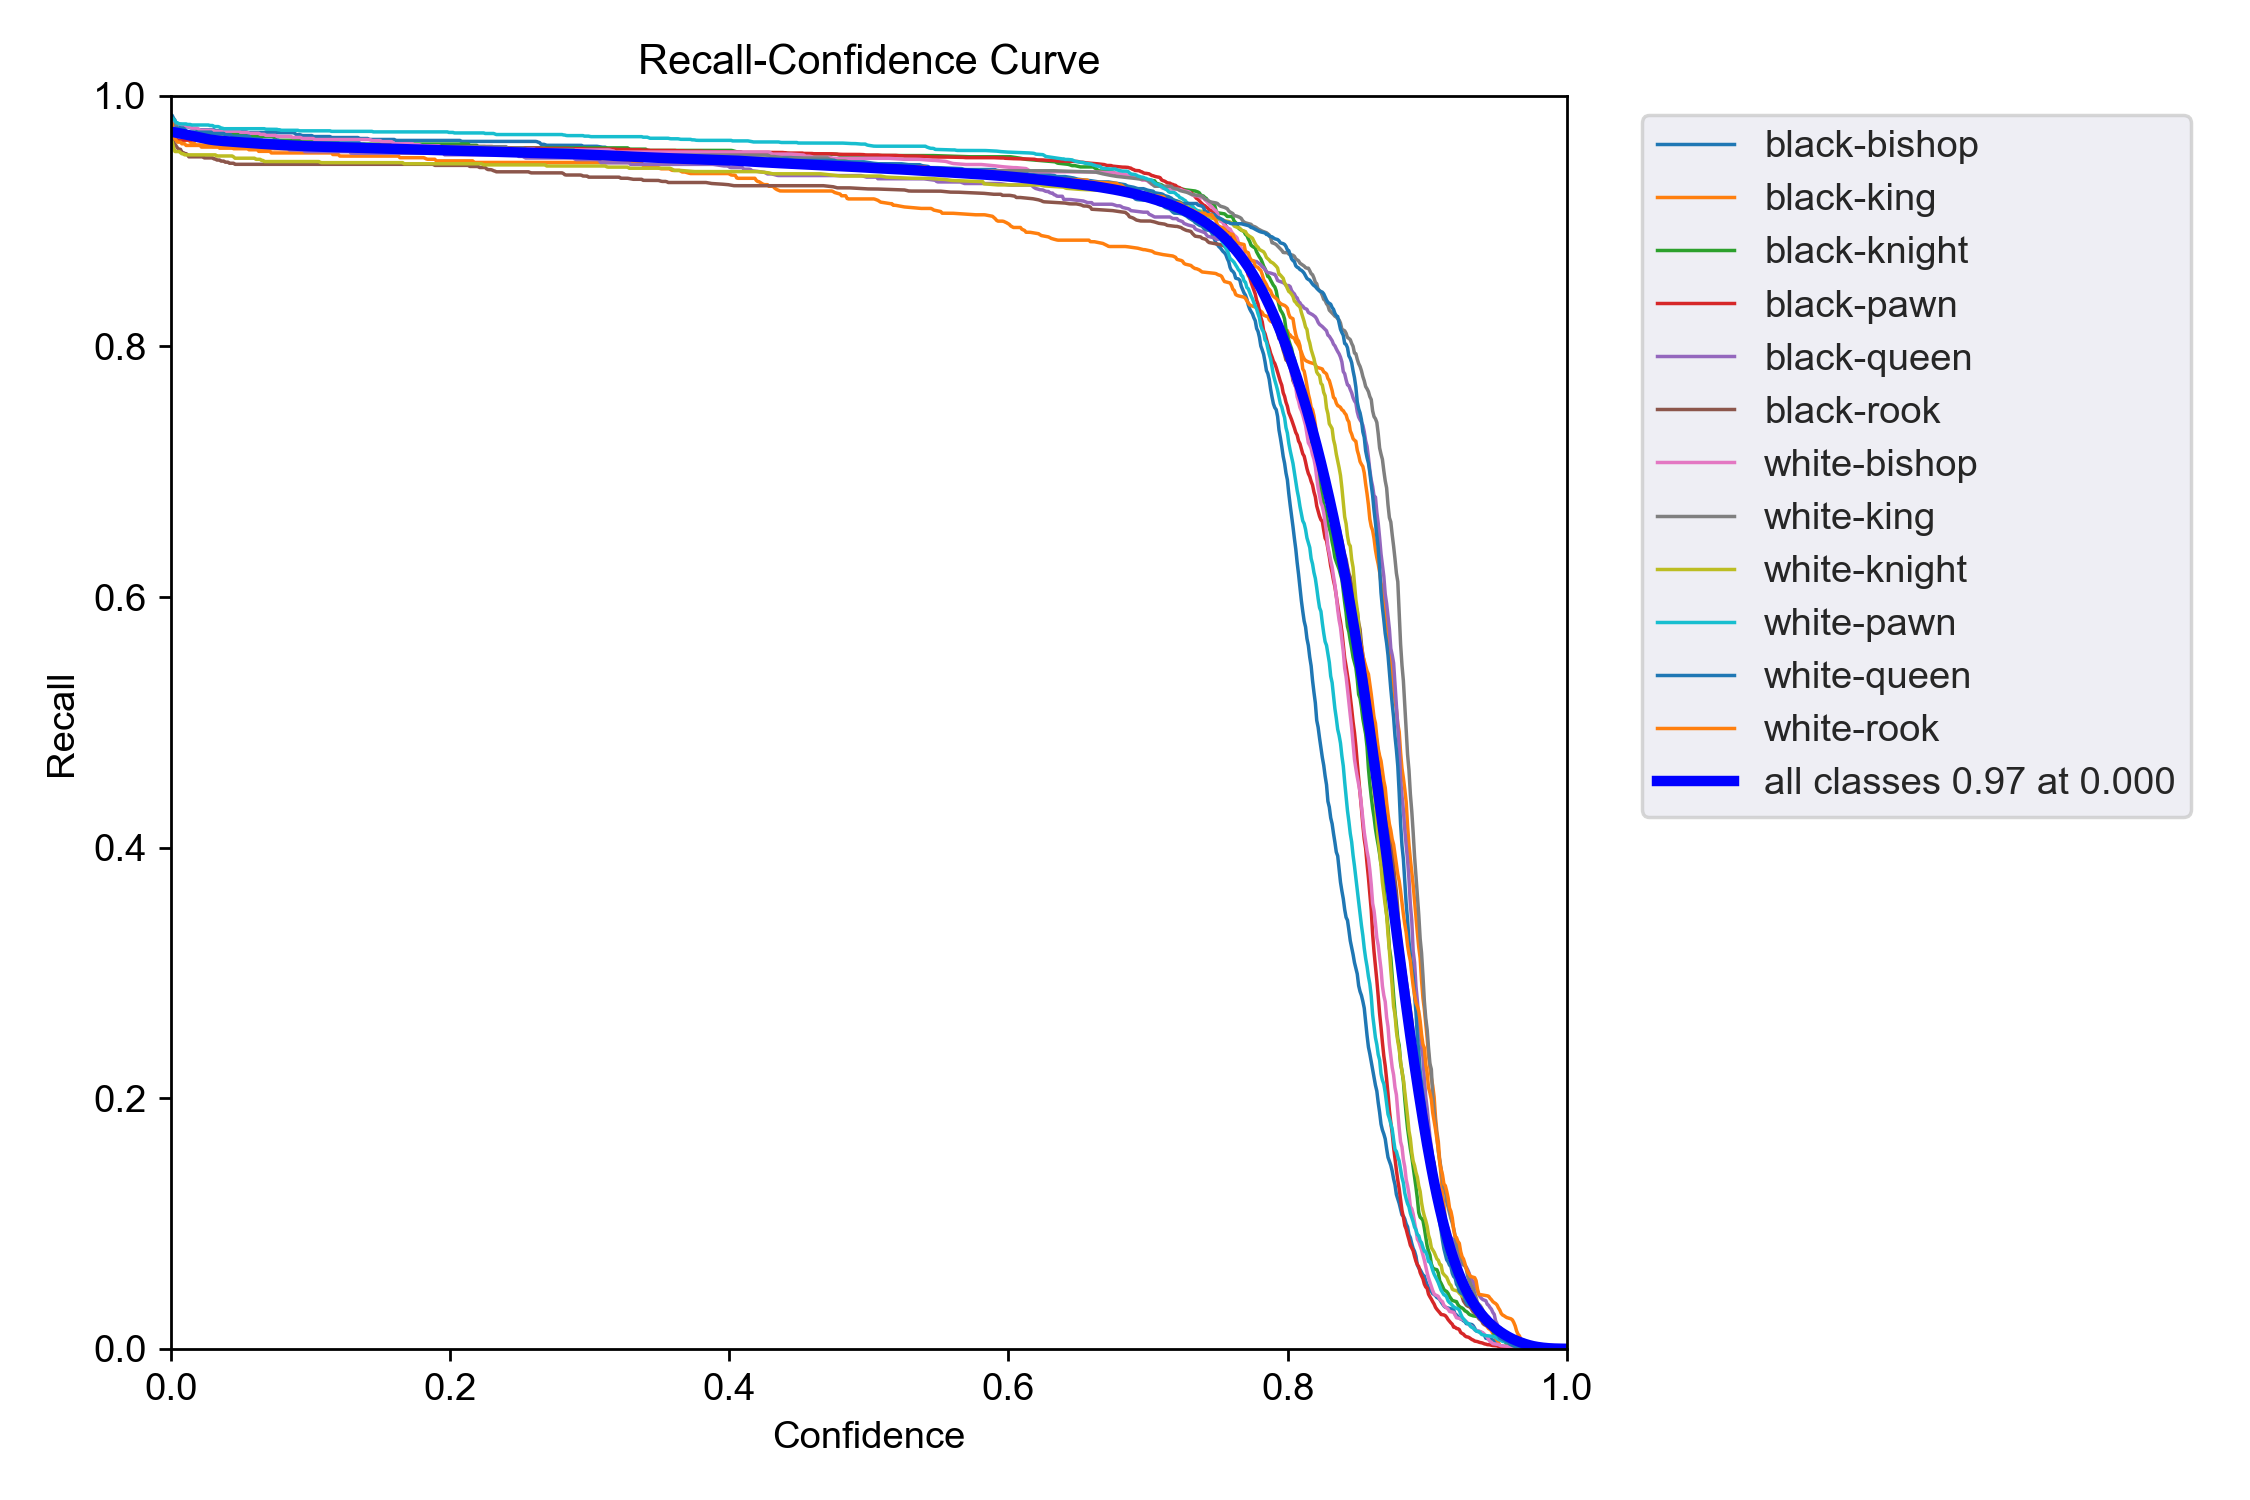 Recall-Confidence Curve
1.0
0.8
0.6
0.4
0.2
0.0
Recall
0.0 0.2 0.4 0.6 0.8 1.0
Confidence
black-bishop
black-king
black-knight
black-pawn
black-queen
black-rook
white-bishop
white-king
white-knight
white-pawn
white-queen
white-rook
all classes 0.97 at 0.000